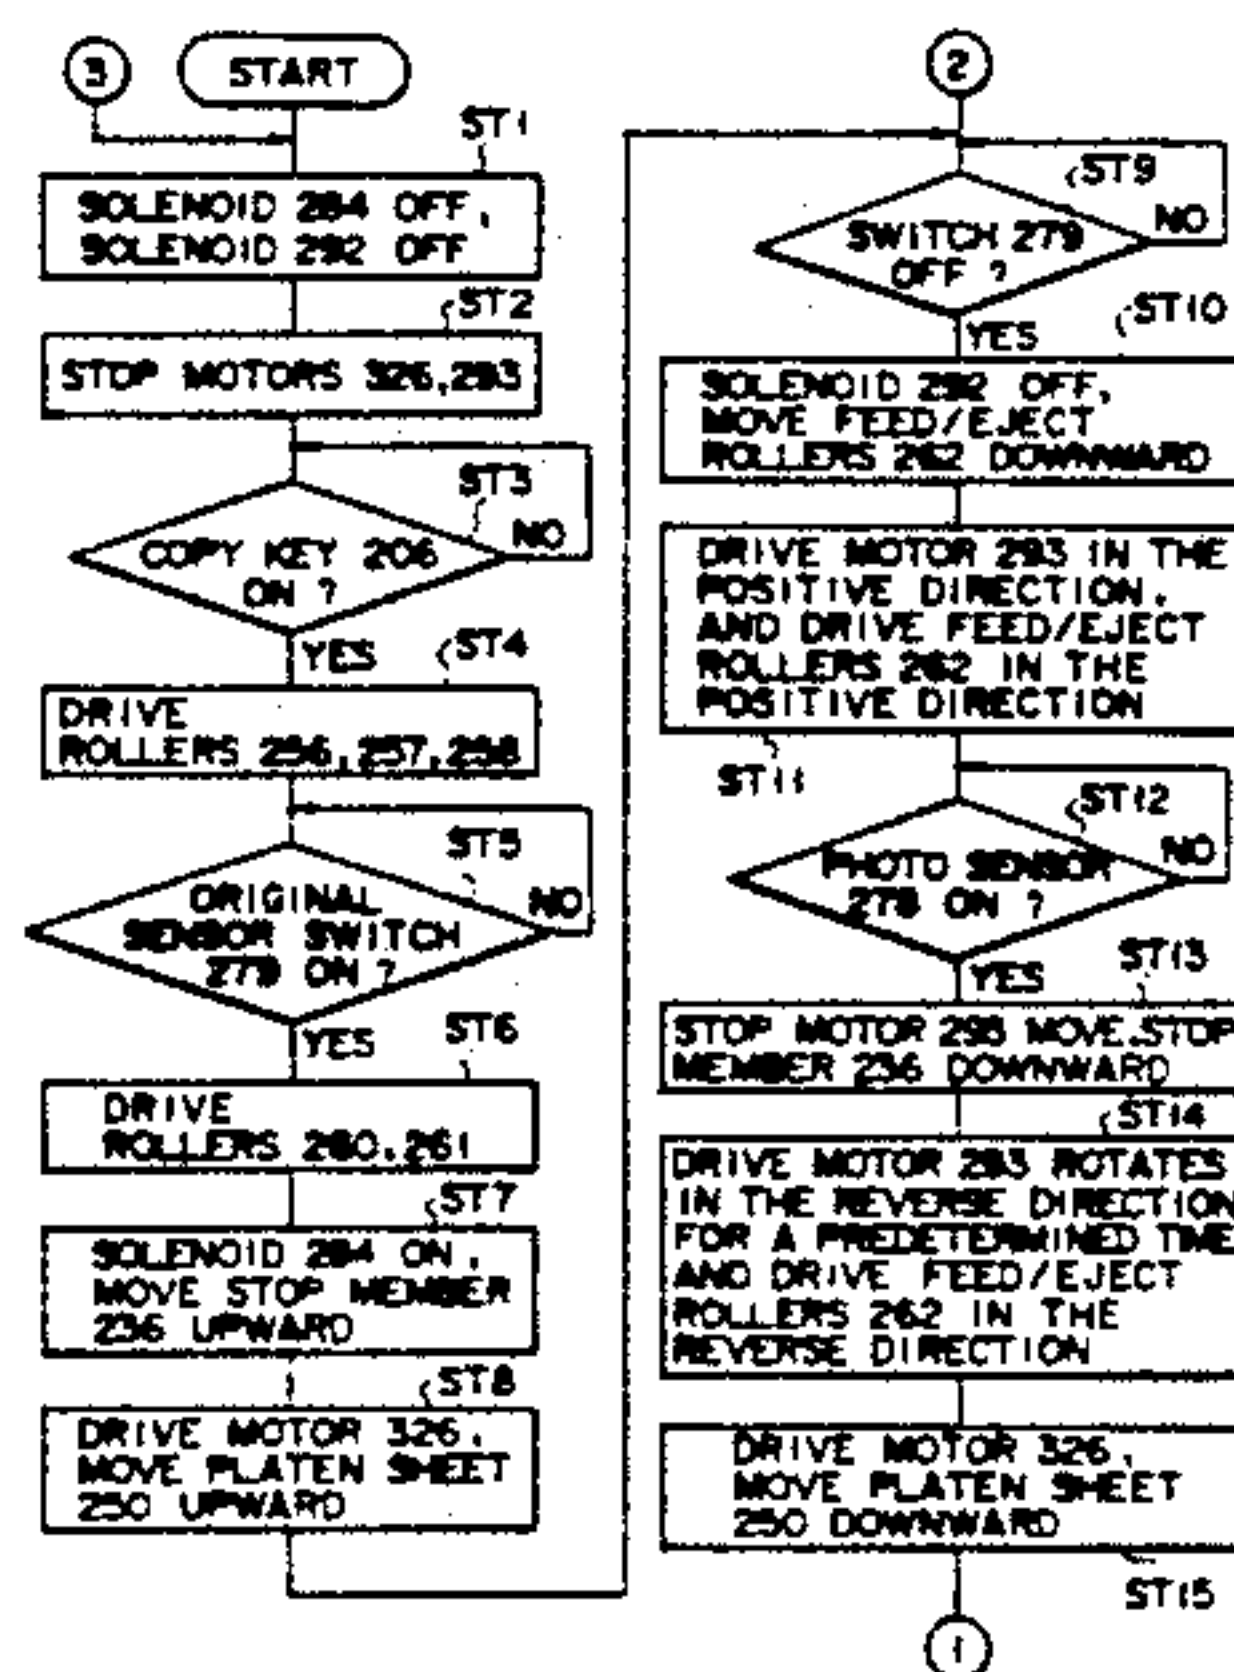 3
START
ST1
SOLENOID 284 OFF,
SOLENOID 292 OFF
ST2
STOP MOTORS 326,293
ST3
COPY KEY 206
ON ?
NO
YES
ST4
DRIVE
ROLLERS 256,257,258
ST5
ORIGINAL
SENSOR SWITCH
279 ON ?
NO
YES
ST6
DRIVE
ROLLERS 260,261
ST7
SOLENOID 284 ON,
MOVE STOP MEMBER
236 UPWARD
ST8
DRIVE MOTOR 326,
MOVE PLATEN SHEET
250 UPWARD
2
ST9
SWITCH 279
OFF ?
NO
YES
ST10
SOLENOID 292 OFF,
MOVE FEED/EJECT
ROLLERS 262 DOWNWARD
DRIVE MOTOR 293 IN THE
POSITIVE DIRECTION,
AND DRIVE FEED/EJECT
ROLLERS 262 IN THE
POSITIVE DIRECTION
ST11
ST12
PHOTO SENSOR
278 ON ?
NO
YES
ST13
STOP MOTOR 293 MOVE.STOP
MEMBER 236 DOWNWARD
ST14
DRIVE MOTOR 293 ROTATES
IN THE REVERSE DIRECTION
FOR A PREDETERMINED TIME
AND DRIVE FEED/EJECT
ROLLERS 262 IN THE
REVERSE DIRECTION
DRIVE MOTOR 326,
MOVE PLATEN SHEET
250 DOWNWARD
ST15
1